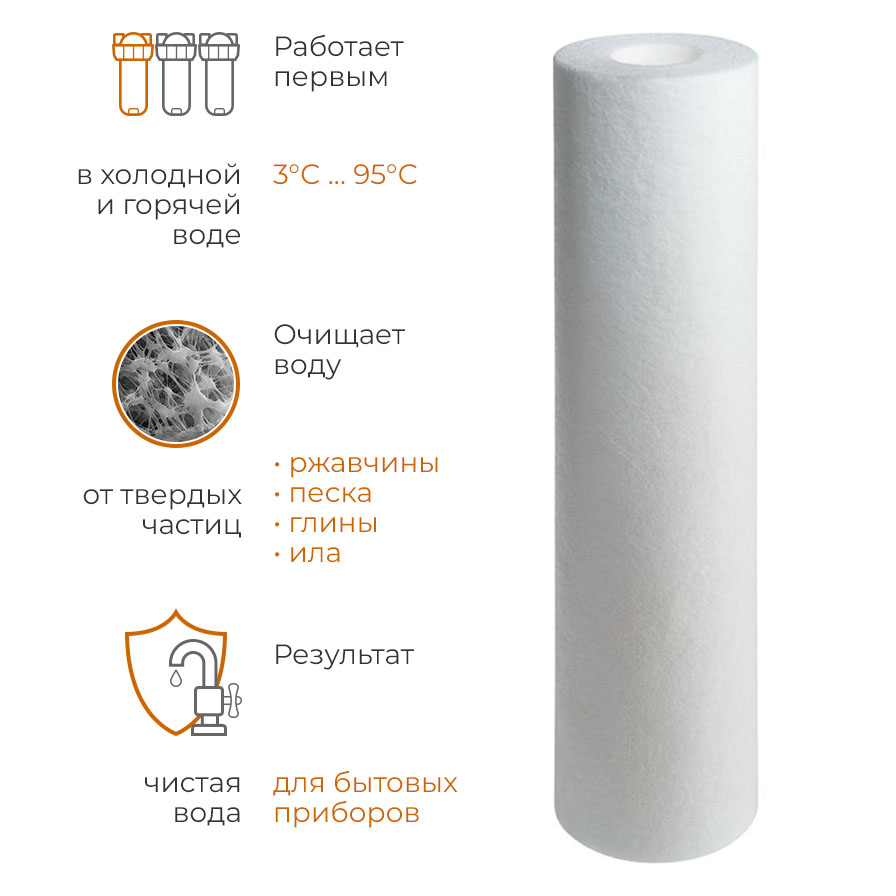 Работает
первым
в холодной
и горячей
воде
3°C ... 95°C
Очищает
воду
от твердых
частиц
• ржавчины
• песка
• глины
• ила
Результат
чистая
вода
для бытовых
приборов